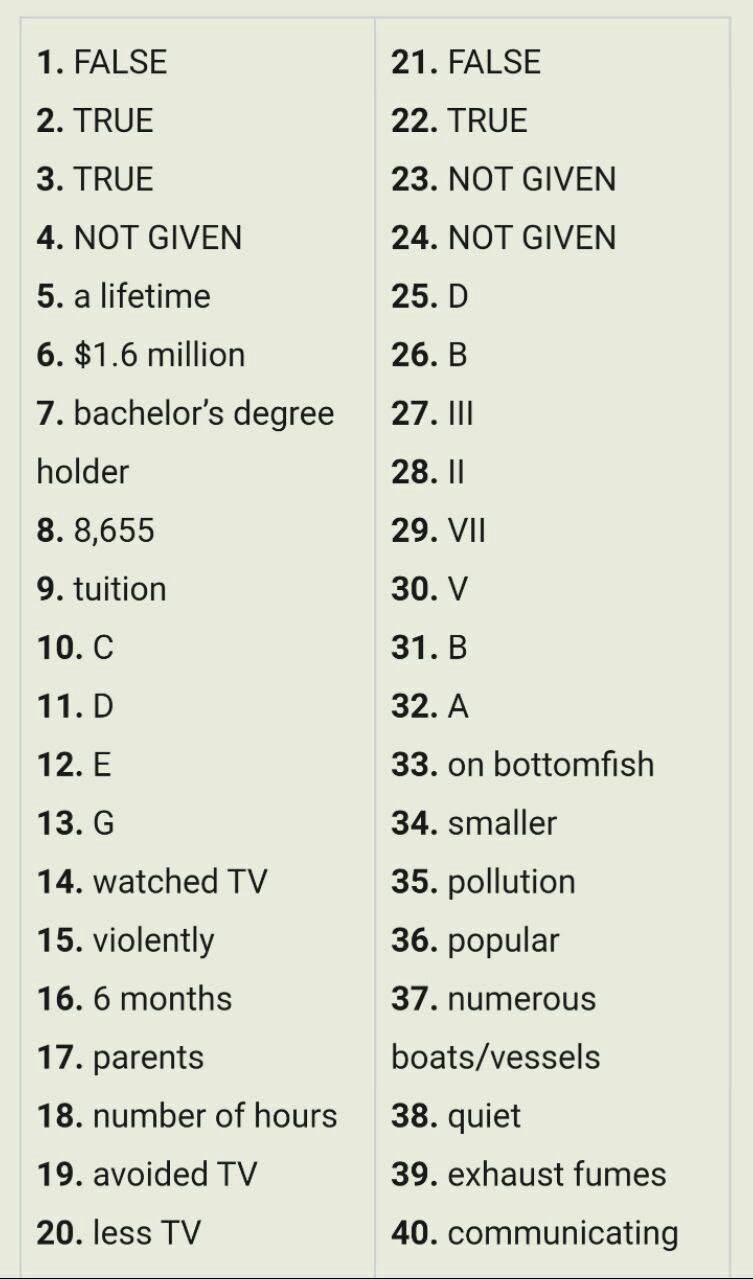 1. FALSE
2. TRUE
3. TRUE
4. NOT GIVEN
5. a lifetime
6. $1.6 million
7. bachelor’s degree
holder
8. 8,655
9. tuition
10. C
11. D
12. E
13. G
14. watched TV
15. violently
16. 6 months
17. parents
18. number of hours
19. avoided TV
20. less TV
21. FALSE
22. TRUE
23. NOT GIVEN
24. NOT GIVEN
25. D
26. B
27. III
28. II
29. VII
30. V
31. B
32. A
33. on bottomfish
34. smaller
35. pollution
36. popular
37. numerous
boats/vessels
38. quiet
39. exhaust fumes
40. communicating